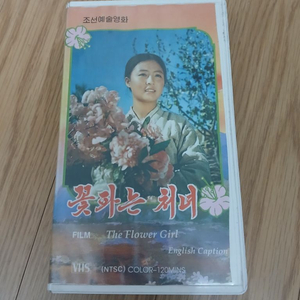 조선예술영화
꽃파는 처녀
FILM The Flower Girl
English Caption
VHS (NTSC) COLOR-120MINS